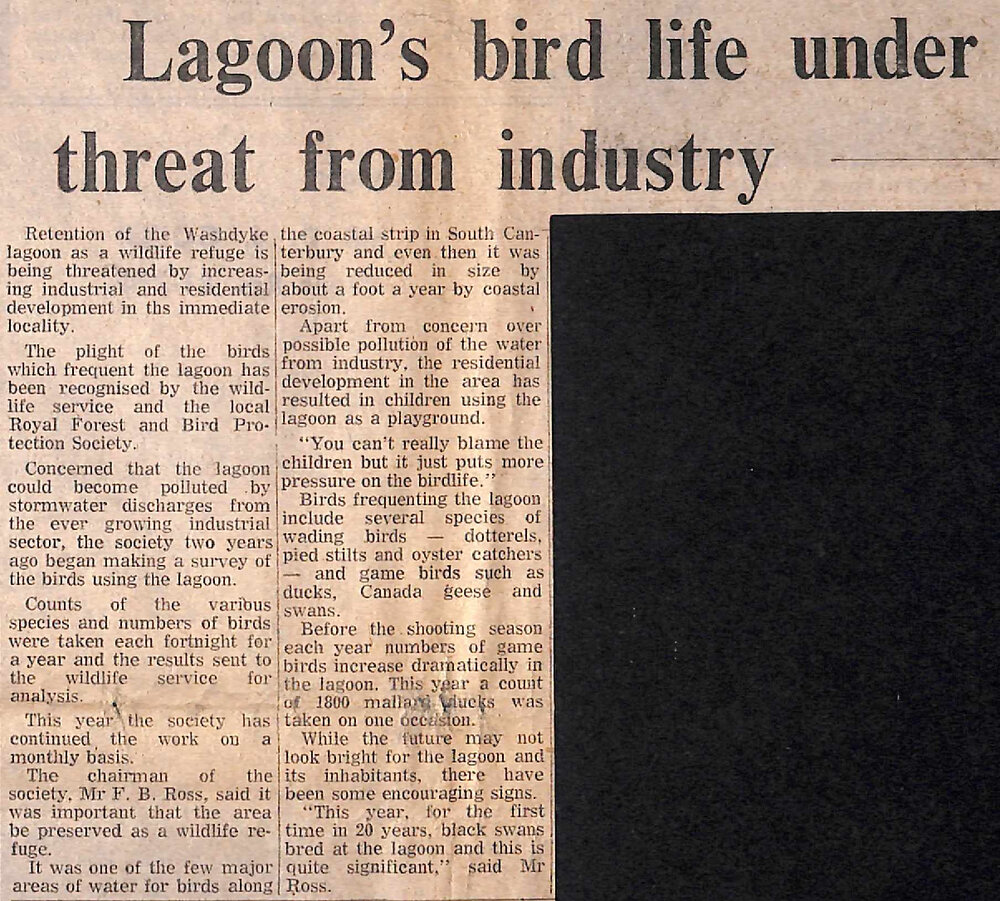 Lagoon's bird life under
threat from industry
Retention of the Washdyke
lagoon as a wildlife refuge is
being threatened by increas-
ing industrial and residential
development in ths immediate
locality.
The plight of the birds
which frequent the lagoon has
been recognised by the wild-
life service and the local
Royal Forest and Bird Pro-
tection Society.
Concerned that the lagoon
could become polluted by
stormwater discharges from
the ever growing industrial
sector, the society two years
ago began making a survey of
the birds using the lagoon.
Counts of the various
species and numbers of birds
were taken each fortnight for
a year and the results sent to
the wildlife service for
analysis.
This year the society has
continued the work on a
monthly basis.
The chairman of the
society, Mr F. B. Ross, said it
was important that the area
be preserved as a wildlife re-
fuge.
It was one of the few major
areas of water for birds along
the coastal strip in South Can-
terbury and even then it was
being reduced in size by
about a foot a year by coastal
erosion.
Apart from concern over
possible pollution of the water
from industry, the residential
development in the area has
resulted in children using the
lagoon as a playground.
"You can't really blame the
children but it just puts more
pressure on the birdlife."
Birds frequenting the lagoon
include several species of
wading birds — dotterels,
pied stilts and oyster catchers
— and game birds such as
ducks, Canada geese and
swans.
Before the shooting season
each year numbers of game
birds increase dramatically in
the lagoon. This year a count
of 1800 mallard ducks was
taken on one occasion.
While the future may not
look bright for the lagoon and
its inhabitants, there have
been some encouraging signs.
"This year, for the first
time in 20 years, black swans
bred at the lagoon and this is
quite significant," said Mr
Ross.